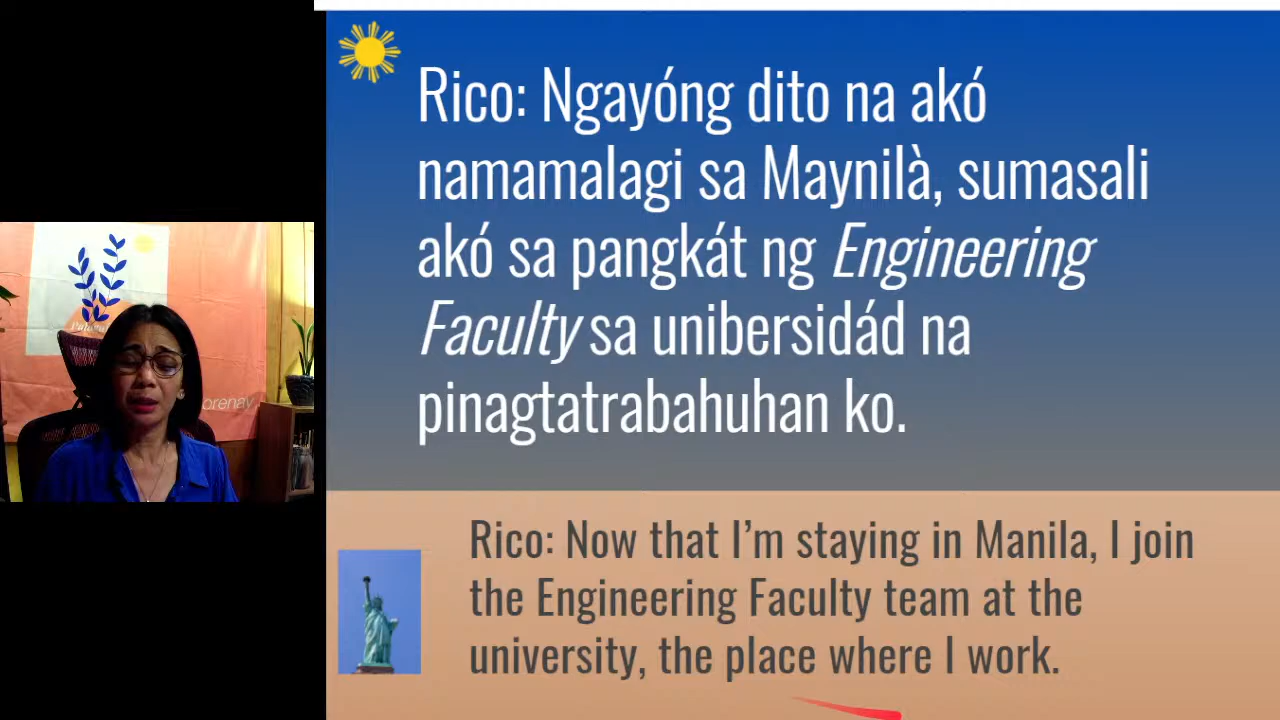 Rico: Ngayóng dito na akó
namamalagi sa Maynilà, sumasali
akó sa pangkát ng Engineering
Faculty sa unibersidád na
pinagtatrabahuhan ko.
Rico: Now that I’m staying in Manila, I join
the Engineering Faculty team at the
university, the place where I work.